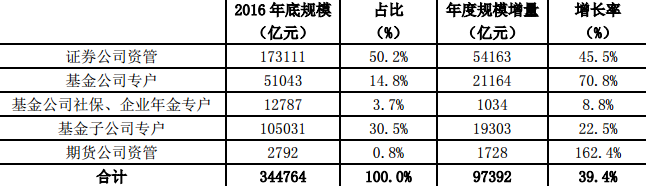 2016 年底规模 占比 年度规模增量 增长率
（亿元） （%） （亿元） （%）
证券公司资管 173111 50.2% 54163 45.5%
基金公司专户 51043 14.8% 21164 70.8%
基金公司社保、企业年金专户 12787 3.7% 1034 8.8%
基金子公司专户 105031 30.5% 19303 22.5%
期货公司资管 2792 0.8% 1728 162.4%
合计 344764 100.0% 97392 39.4%